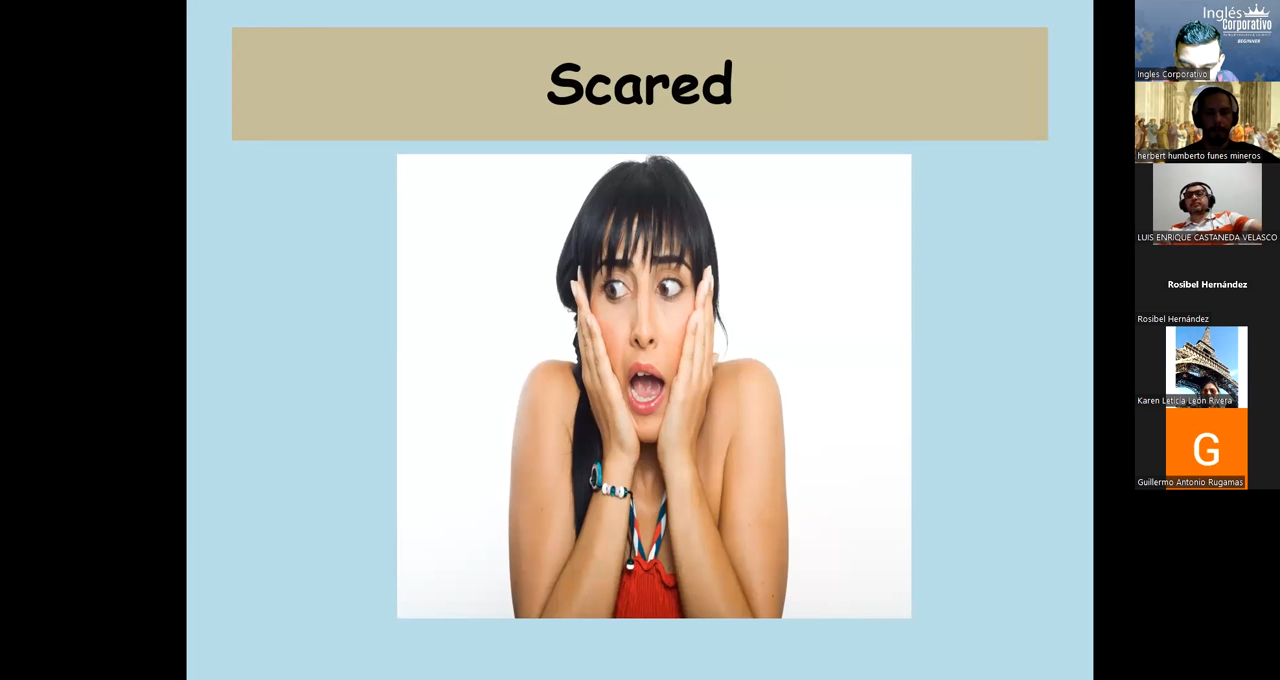 Scared
Inglés
Corporativo
BEGINNER
Ingles Corporativo
herbert humberto funes mineros
LUIS ENRIQUE CASTANEDA VELASCO
Rosibel Hernández
Rosibel Hernández
Karen Leticia León Rivera
G
Guillermo Antonio Rugamas